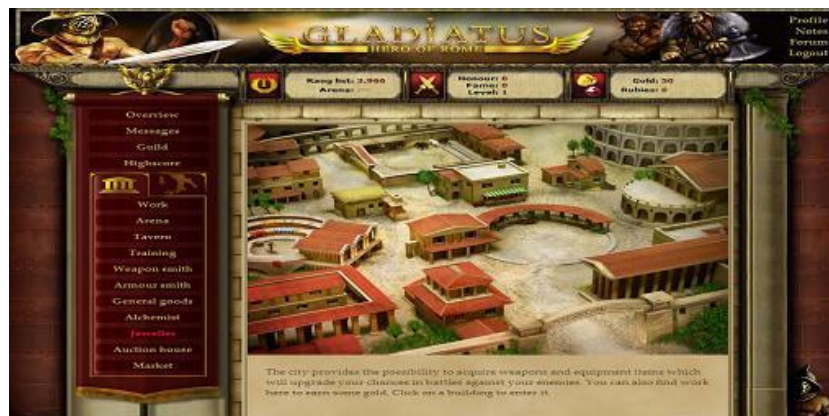 GLADIATUS
HERO OF ROME
Profile
Notes
Forum
Logout
Rang list: 3.966
Arena:
Honour: 0
Fame: 0
Level: 1
Gold: 50
Rubies: 0
Overview
Messages
Guild
Highscore
Work
Arena
Tavern
Training
Weapon smith
Armour smith
General goods
Alchemist
Jeweller
Auction house
Market
The city provides the possibility to acquire weapons and equipment items which
will upgrade your chances in battles against your enemies. You can also find work
here to earn some gold. Click on a building to enter it.